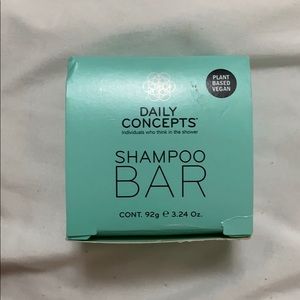 PLANT
BASED
VEGAN
DAILY
CONCEPTS
Individuals who think in the shower
SHAMPOO
BAR
CONT. 92g ℮ 3.24 Oz.